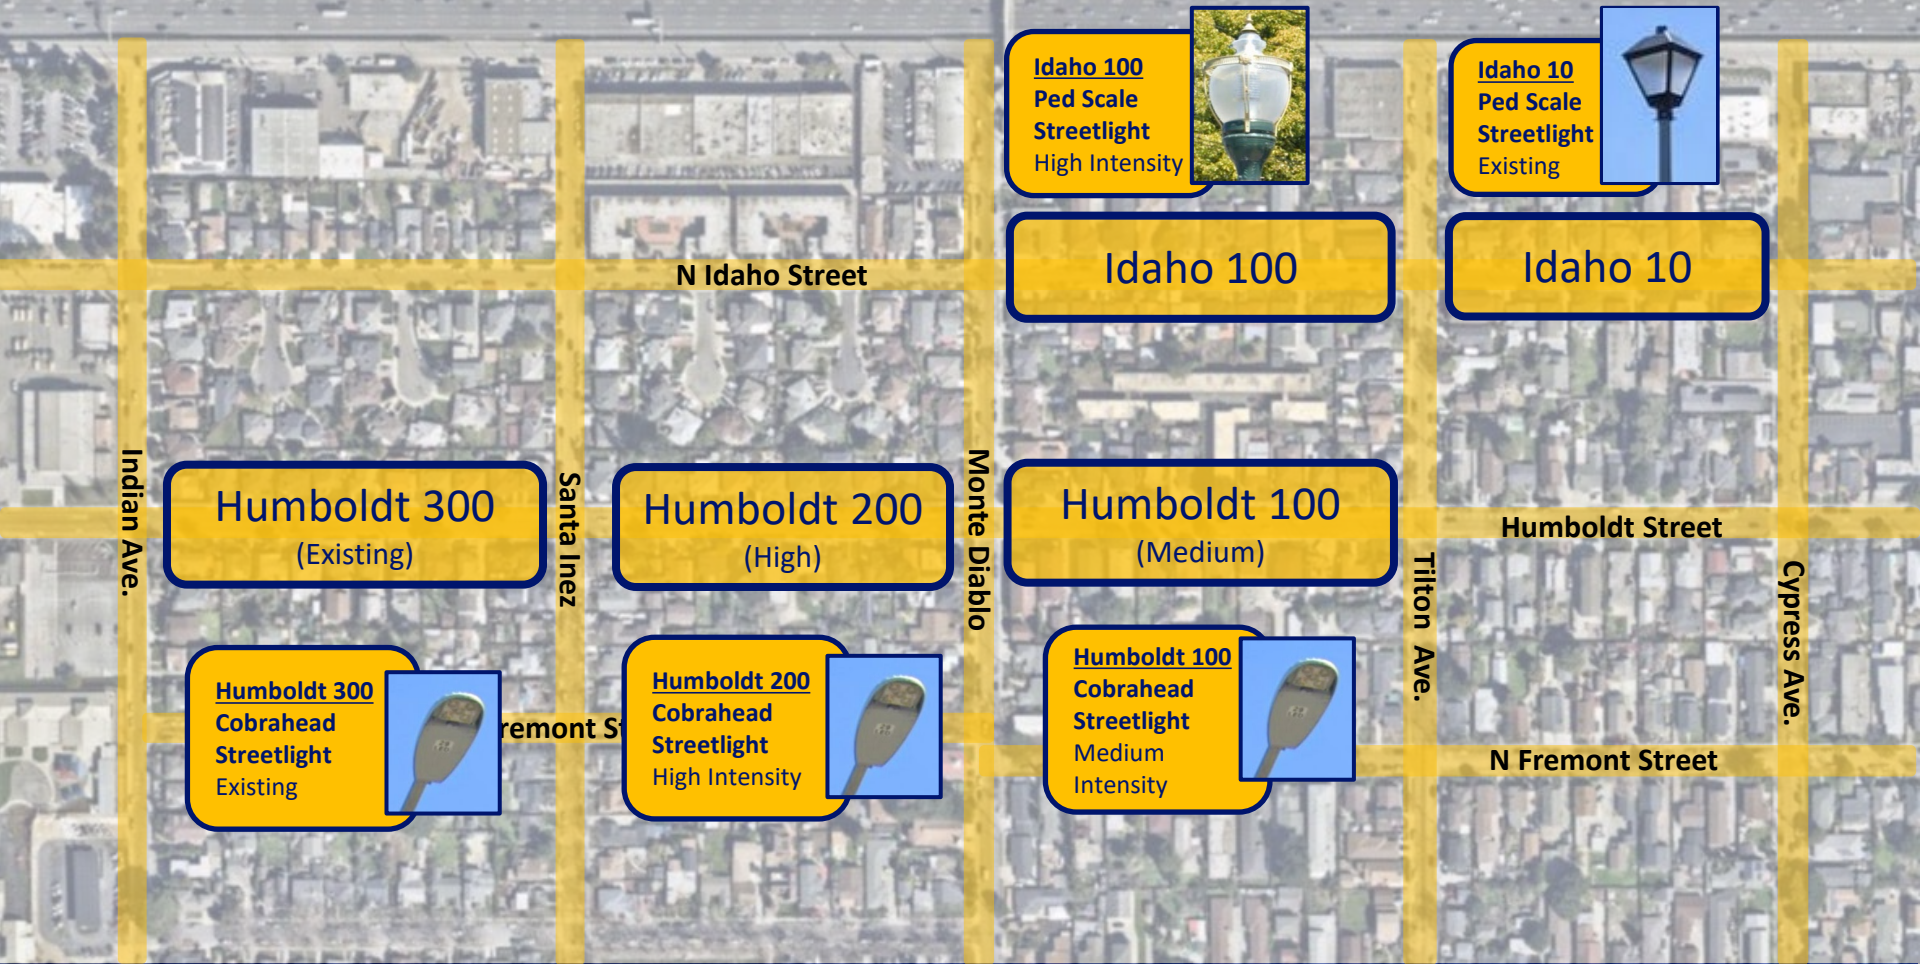 Idaho 100
Ped Scale
Streetlight
High Intensity
Idaho 10
Ped Scale
Streetlight
Existing
N Idaho Street
Idaho 100
Idaho 10
Indian Ave.
Santa Inez
Monte Diablo
Tilton Ave.
Cypress Ave.
Humboldt 300
(Existing)
Humboldt 200
(High)
Humboldt 100
(Medium)
Humboldt Street
Humboldt 300
Cobrahead
Streetlight
Existing
remont St
Humboldt 200
Cobrahead
Streetlight
High Intensity
Humboldt 100
Cobrahead
Streetlight
Medium
Intensity
N Fremont Street